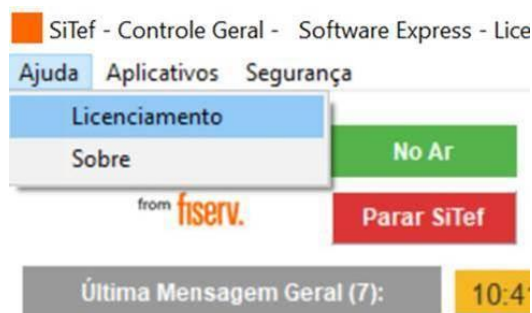 SiTef - Controle Geral - Software Express - Lice
Ajuda Aplicativos Segurança
Licenciamento
Sobre
No Ar
from fiserv.
Parar SiTef
Última Mensagem Geral (7): 10:41